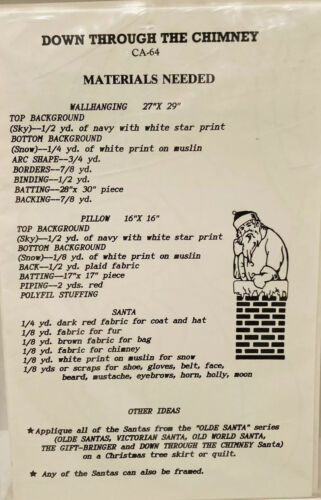 DOWN THROUGH THE CHIMNEY
CA-64
MATERIALS NEEDED
WALLHANGING 27"X 29"
TOP BACKGROUND
(Sky)--1/2 yd. of navy with white star print
BOTTOM BACKGROUND
(Snow)--1/4 yd. of white print on muslin
ARC SHAPE--3/4 yd.
BORDERS--7/8 yd.
BINDING--1/2 yd.
BATTING--28"x 30" piece
BACKING--7/8 yd.
PILLOW 16"X 16"
TOP BACKGROUND
(Sky)--1/2 yd. of navy with white star print
BOTTOM BACKGROUND
(Snow)--1/8 yd. of white print on muslin
BACK--1/2 yd. plaid fabric
BATTING--17"x 17" piece
PIPING--2 yds. red
POLYFIL STUFFING
SANTA
1/4 yd. dark red fabric for coat and hat
1/8 yd. fabric for fur
1/8 yd. brown fabric for bag
1/8 yd. fabric for chimney
1/8 yd. white print on muslin for snow
1/8 yds or scraps for shoe, gloves, belt, face,
beard, mustache, eyebrows, horn, holly, moon
OTHER IDEAS
★ Applique all of the Santas from the "OLDE SANTA" series
(OLDE SANTAS, VICTORIAN SANTA, OLD WORLD SANTA,
THE GIFT-BRINGER and DOWN THROUGH THE CHIMNEY Santa)
on a Christmas tree skirt or quilt.
★ Any of the Santas can also be framed.